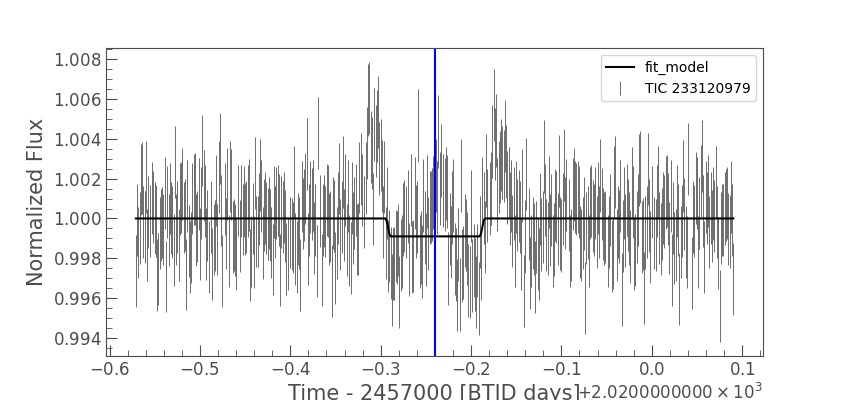 1.008
1.006
1.004
1.002
1.000
0.998
0.996
0.994
Normalized Flux
fit_model
TIC 233120979
−0.6 −0.5 −0.4 −0.3 −0.2 −0.1 0.0 0.1
Time - 2457000 [BTJD days]
+2.0200000000 × 10³